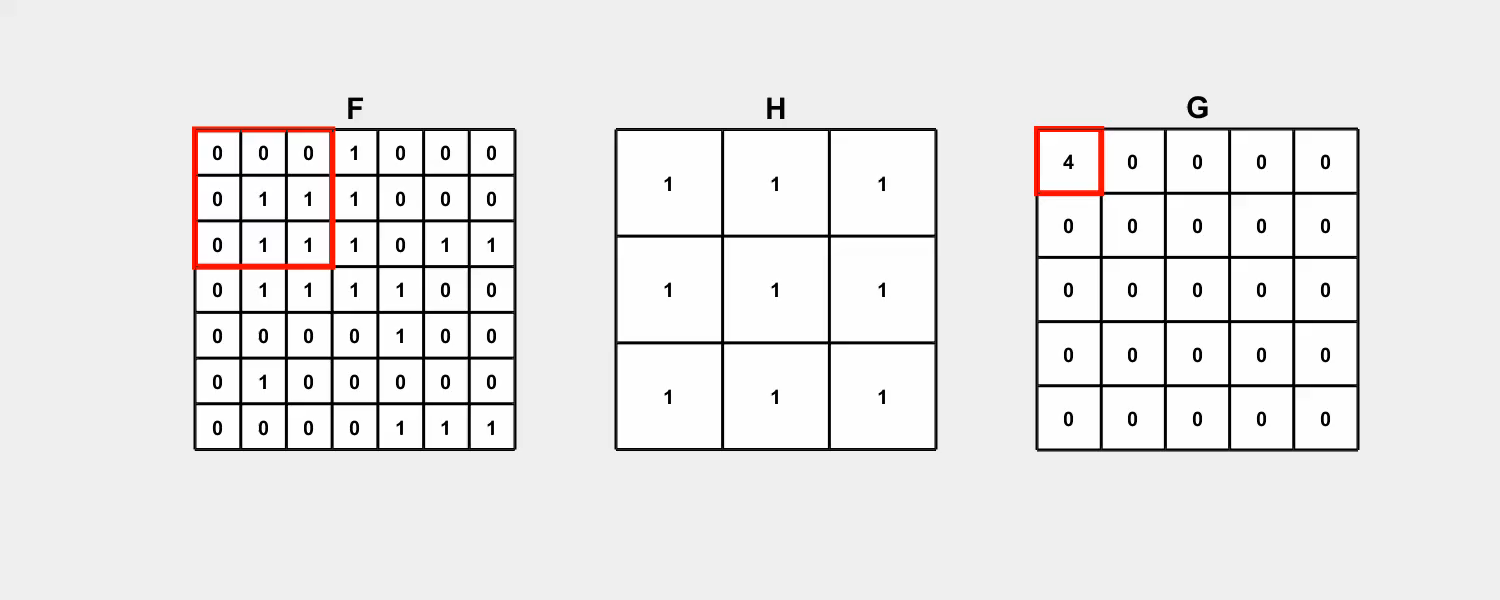 F
0 0 0 1 0 0 0
0 1 1 1 0 0 0
0 1 1 1 0 1 1
0 1 1 1 1 0 0
0 0 0 0 1 0 0
0 1 0 0 0 0 0
0 0 0 0 1 1 1
H
1 1 1
1 1 1
1 1 1
G
4 0 0 0 0
0 0 0 0 0
0 0 0 0 0
0 0 0 0 0
0 0 0 0 0